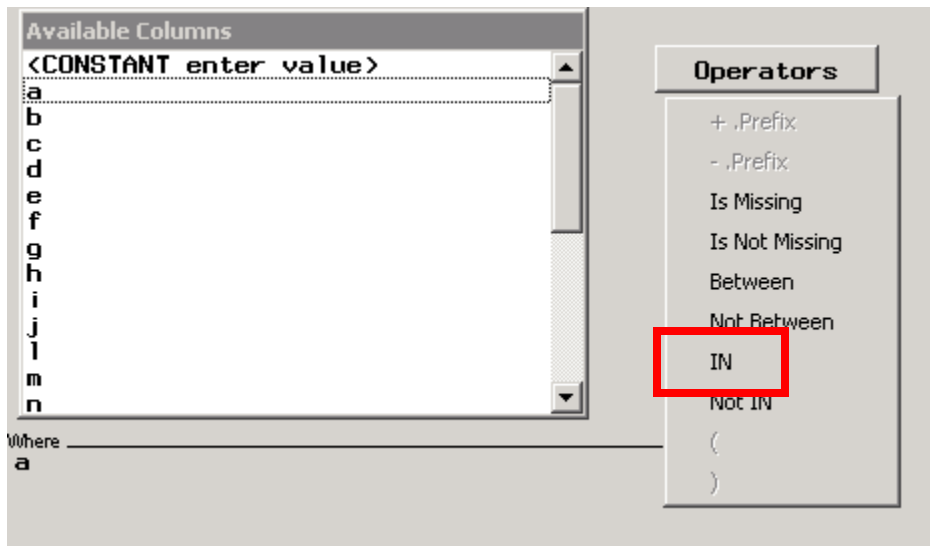 Available Columns
<CONSTANT enter value>
a
b
c
d
e
f
g
h
i
j
l
m
n
Operators
+ .Prefix
- .Prefix
Is Missing
Is Not Missing
Between
Not Between
IN
Not IN
(
)
Where
a